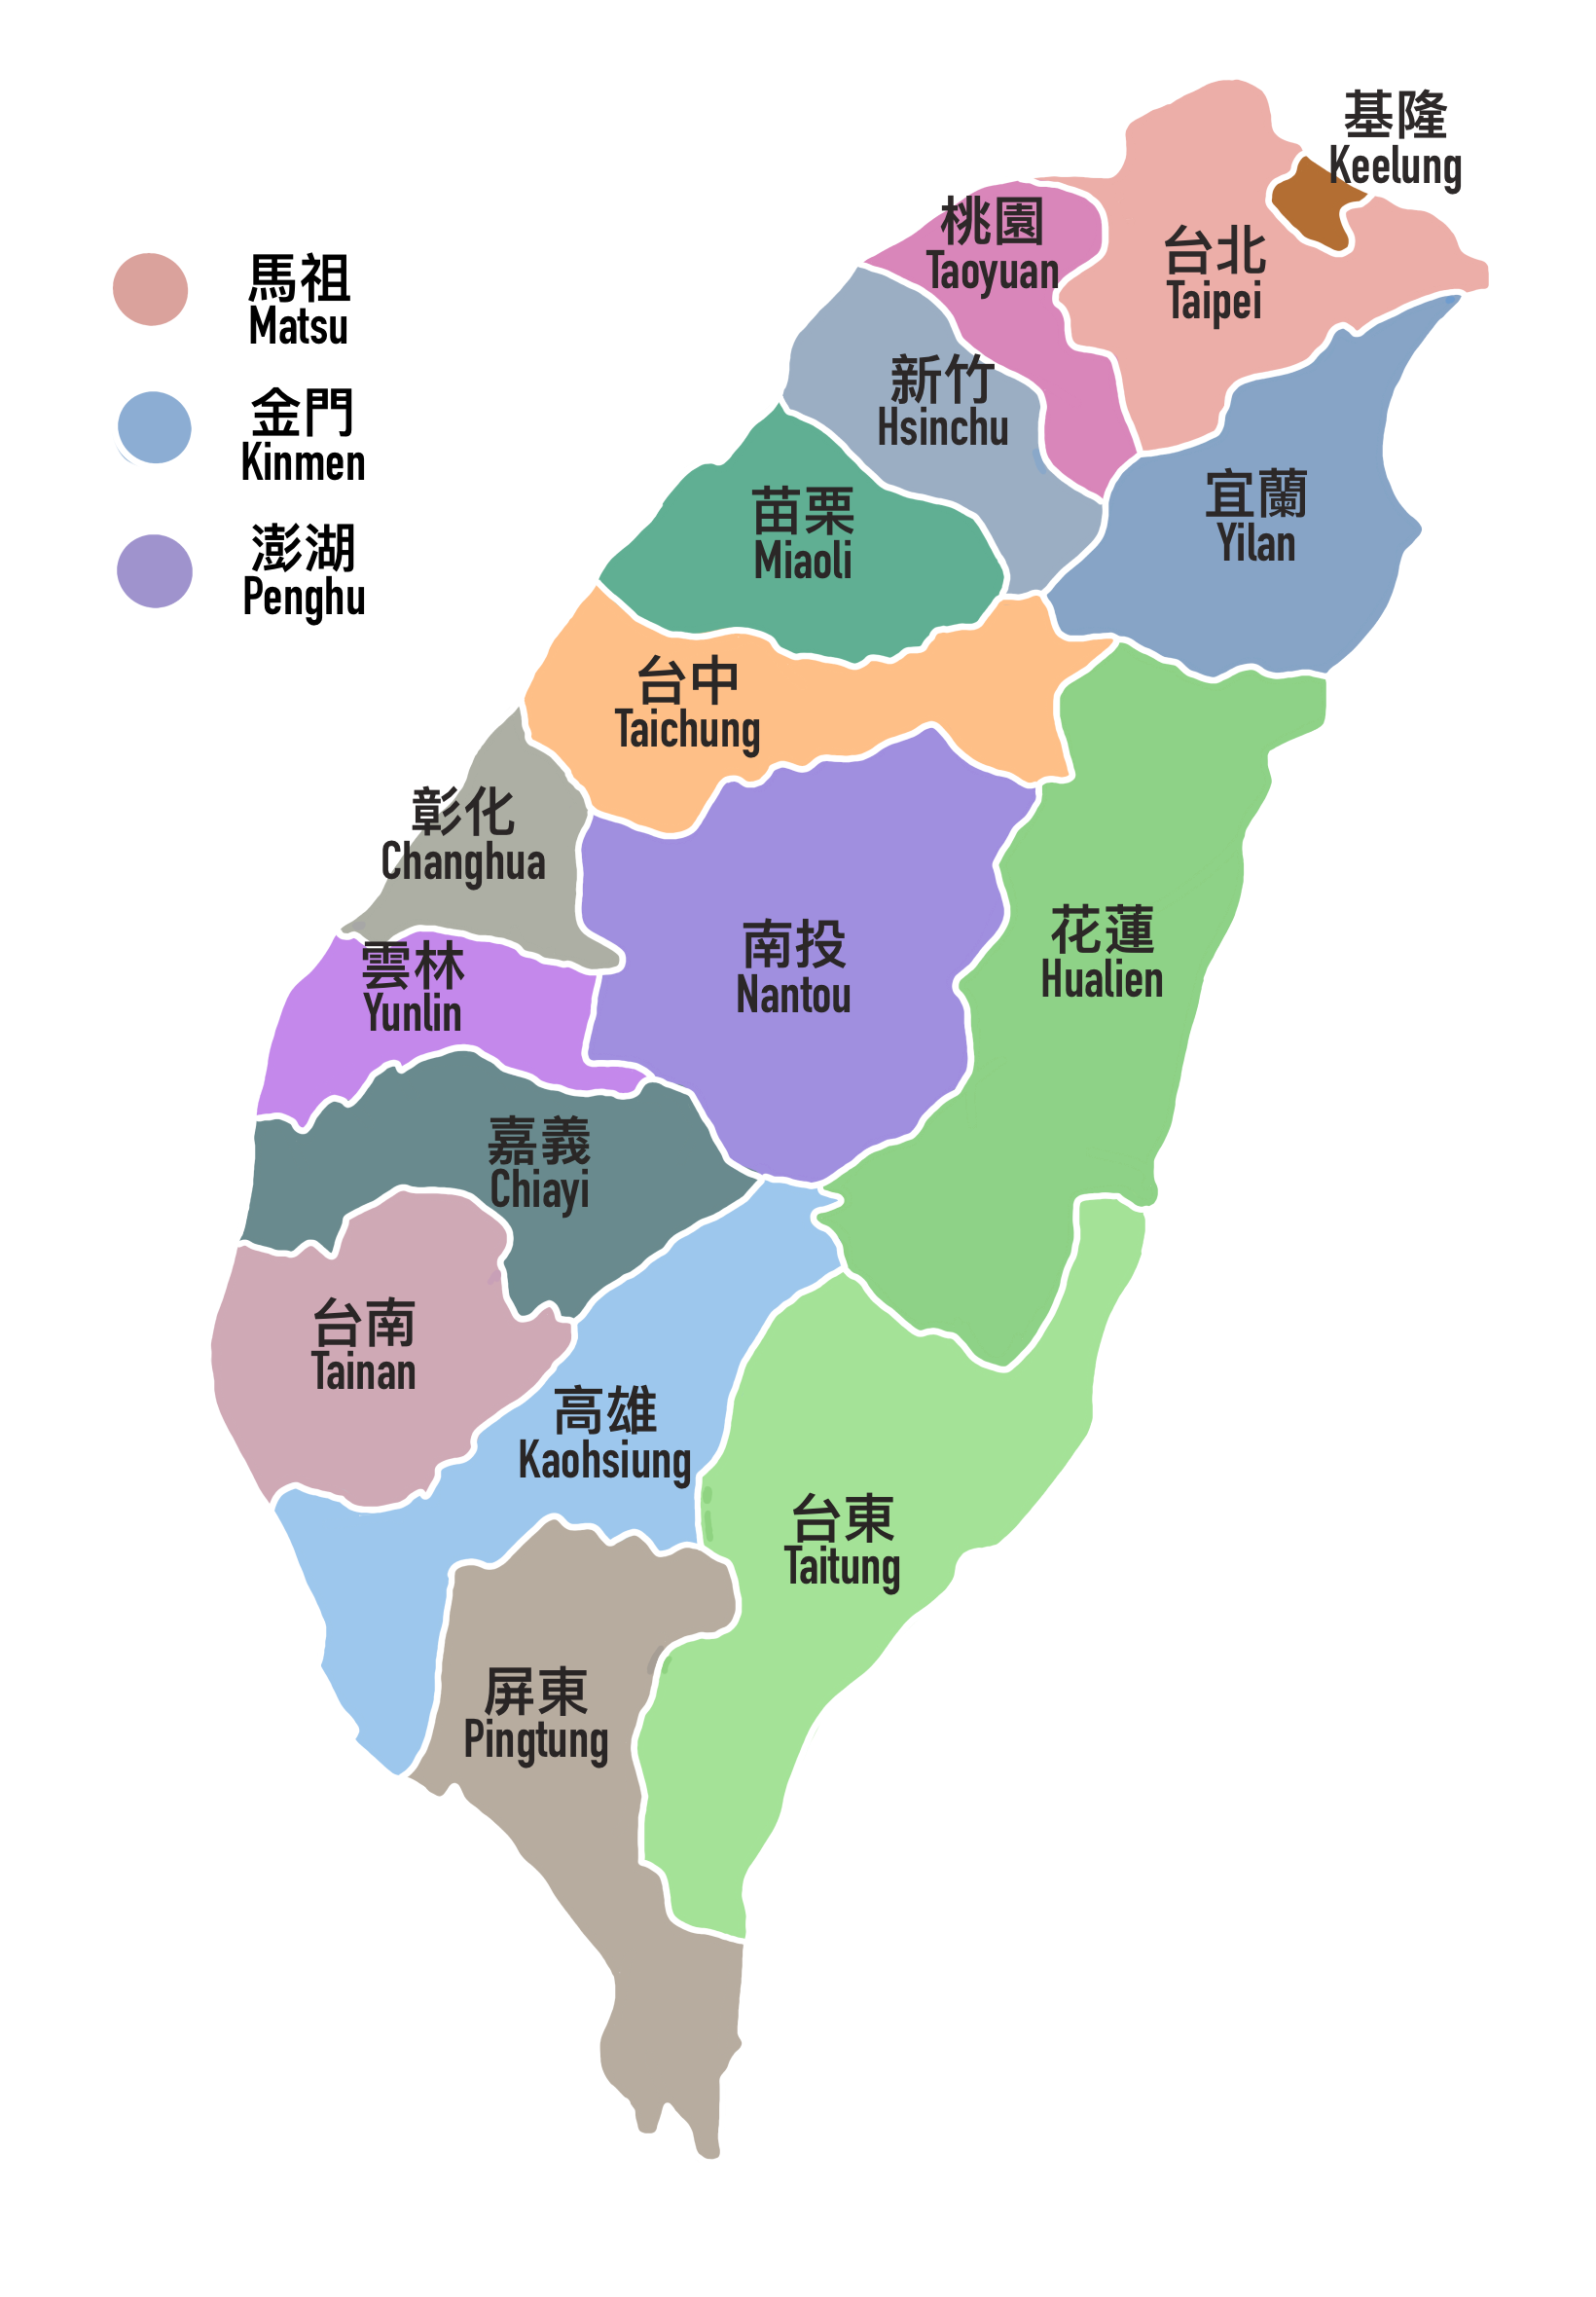 基隆
Keelung
桃園
Taoyuan
台北
Taipei
馬祖
Matsu
新竹
Hsinchu
金門
Kinmen
宜蘭
Yilan
苗栗
Miaoli
澎湖
Penghu
台中
Taichung
彰化
Changhua
南投
Nantou
花蓮
Hualien
雲林
Yunlin
嘉義
Chiayi
台南
Tainan
高雄
Kaohsiung
台東
Taitung
屏東
Pingtung